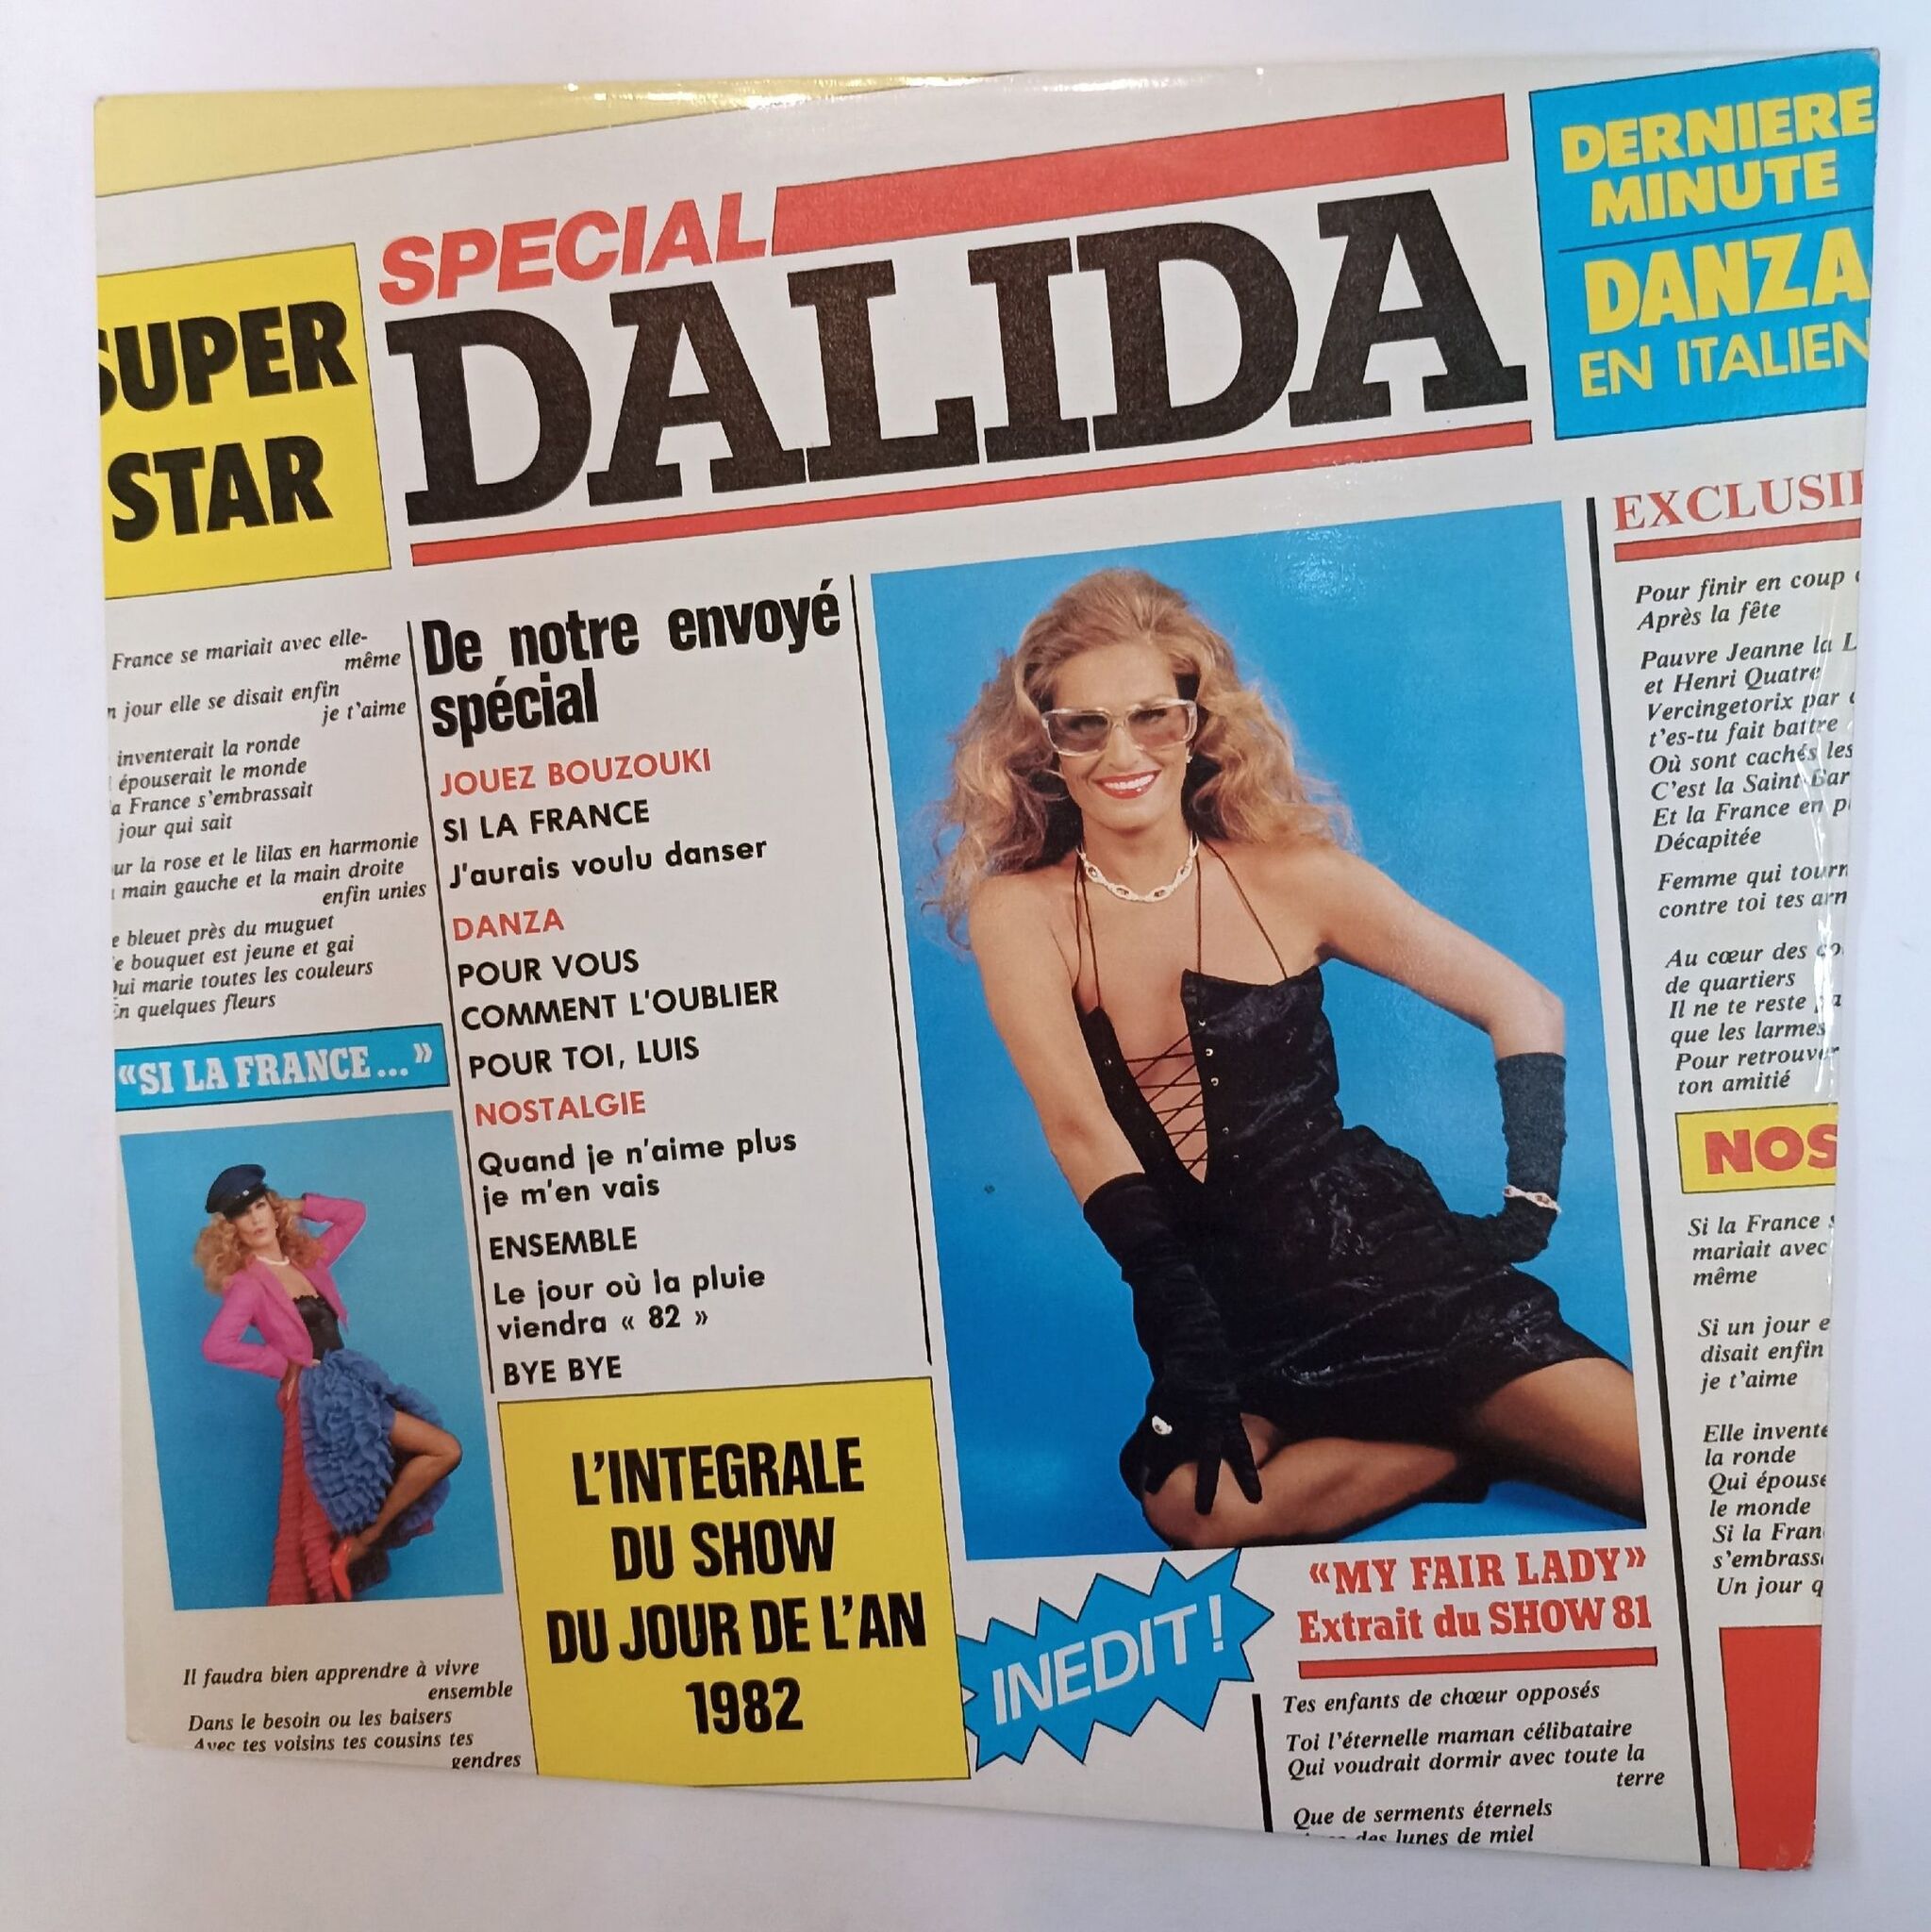 SPECIAL
DALIDA
SUPER
STAR
DERNIERE
MINUTE
DANZA
EN ITALIEN
France se mariait avec elle-
même
jour elle se disait enfin
je t'aime
inventerait la ronde
épouserait le monde
la France s'embrassait
jour qui sait
la rose et le lilas en harmonie
main gauche et la main droite
enfin unies
bleuet près du muguet
bouquet est jeune et gai
Qui marie toutes les couleurs
En quelques fleurs
«SI LA FRANCE...»
Il faudra bien apprendre à vivre
ensemble
Dans le besoin ou les baisers
Avec tes voisins tes cousins tes
gendres
De notre envoyé
spécial
JOUEZ BOUZOUKI
SI LA FRANCE
J'aurais voulu danser
DANZA
POUR VOUS
COMMENT L'OUBLIER
POUR TOI, LUIS
NOSTALGIE
Quand je n'aime plus
je m'en vais
ENSEMBLE
Le jour où la pluie
viendra « 82 »
BYE BYE
L'INTEGRALE
DU SHOW
DU JOUR DE L'AN
1982
INEDIT!
«MY FAIR LADY»
Extrait du SHOW 81
Tes enfants de chœur opposés
Toi l'éternelle maman célibataire
Qui voudrait dormir avec toute la
terre
Que de serments éternels
des lunes de miel
EXCLUSIF
Pour finir en coup
Après la fête
Pauvre Jeanne la L
et Henri Quatre
Vercingetorix par
t'es-tu fait battre
Où sont cachés les
C'est la Saint-Bar
Et la France en pl
Décapitée
Femme qui tourn
contre toi tes arm
Au cœur des
de quartiers
Il ne te reste
que les larmes
Pour retrouver
ton amitié
NOS
Si la France s
mariait avec
même
Si un jour e
disait enfin
je t'aime
Elle invente
la ronde
Qui épouse
le monde
Si la Fran
s'embrass
Un jour q